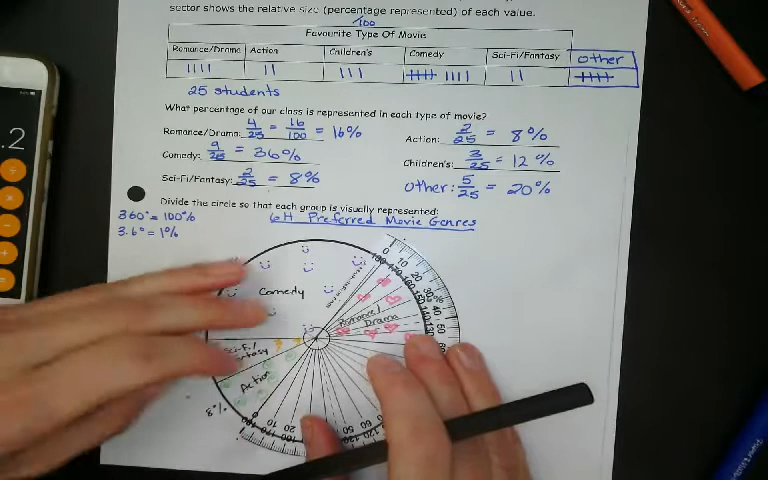 sector shows the relative size (percentage represented) of each value.
/100
Favourite Type Of Movie
Romance/Drama Action Children's Comedy Sci-Fi/Fantasy other
25 students
What percentage of our class is represented in each type of movie?
Romance/Drama: 4/25 = 16/100 = 16%
Action: 2/25 = 8%
Comedy: 9/25 = 36%
Children's: 3/25 = 12%
Sci-Fi/Fantasy: 2/25 = 8%
other: 5/25 = 20%
Divide the circle so that each group is visually represented:
360° = 100%
6H Preferred Movie Genres
3.6° = 1%
Comedy
Romance/
Drama
Sci-Fi/
Action
8%
.2